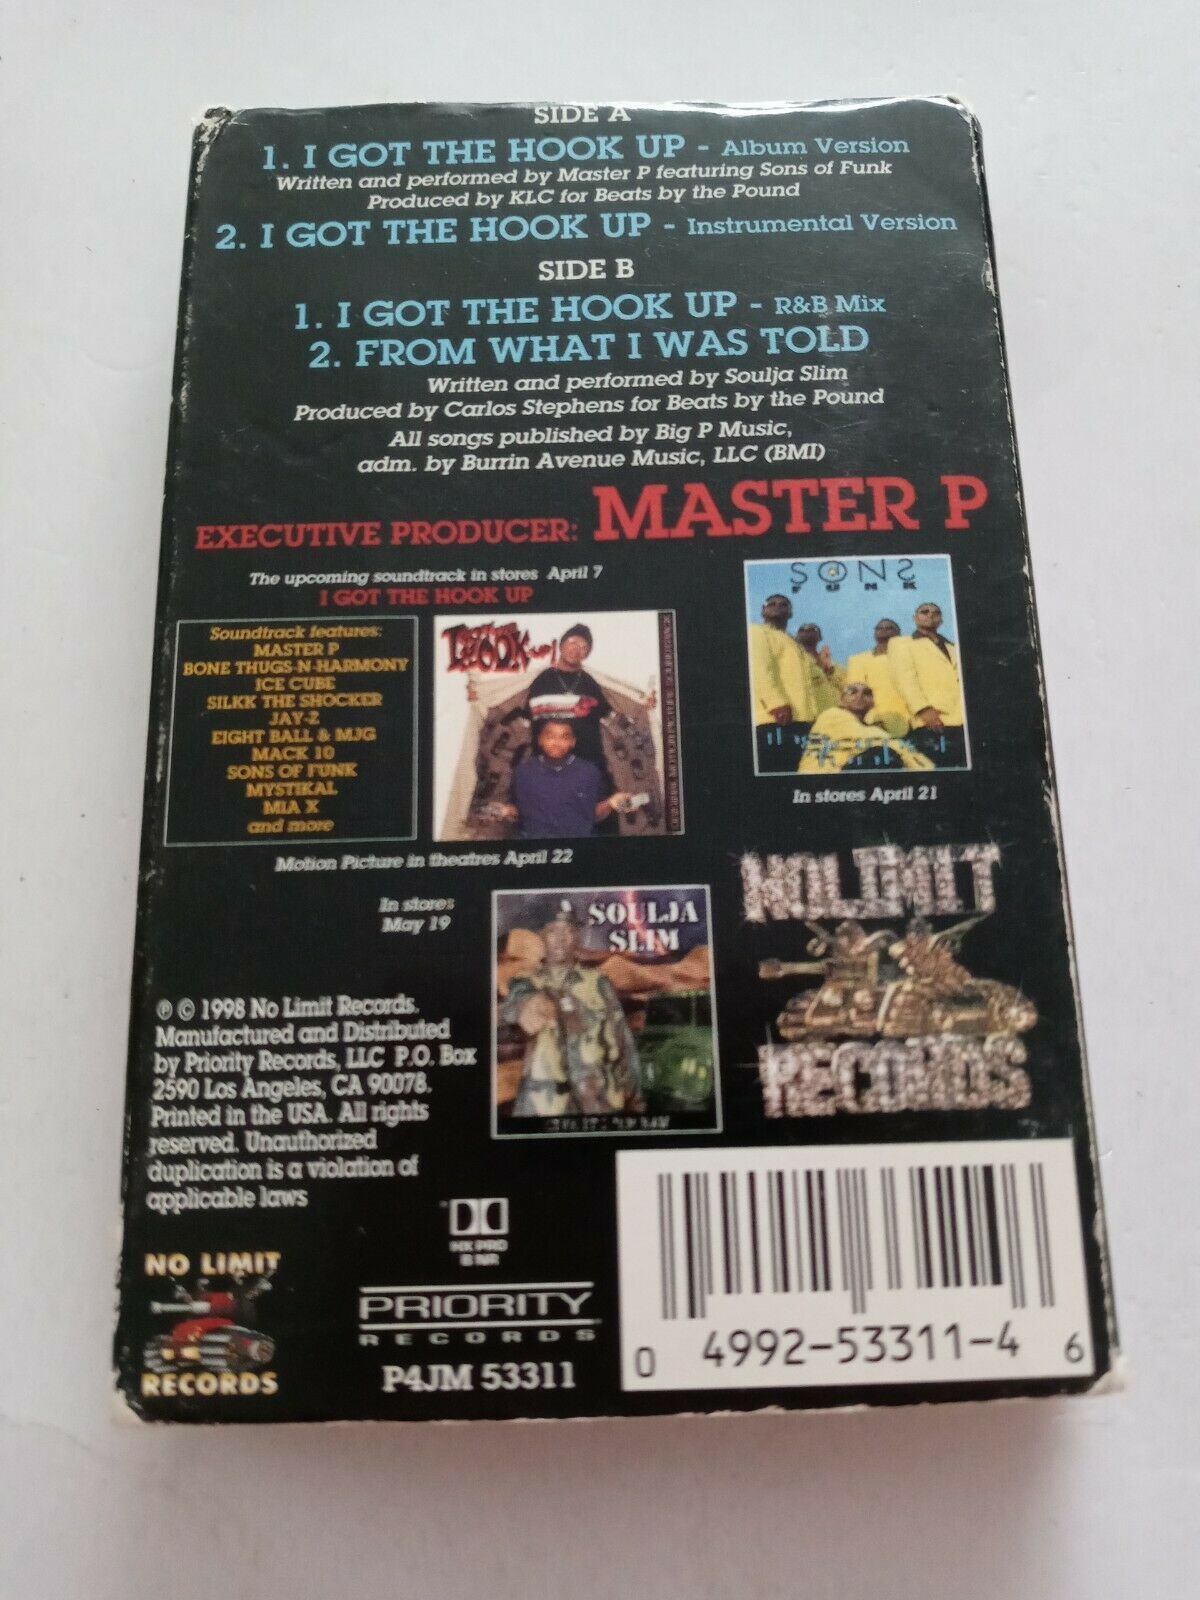 SIDE A
1. I GOT THE HOOK UP - Album Version
Written and performed by Master P featuring Sons of Funk
Produced by KLC for Beats by the Pound
2. I GOT THE HOOK UP - Instrumental Version
SIDE B
1. I GOT THE HOOK UP - R&B Mix
2. FROM WHAT I WAS TOLD
Written and performed by Soulja Slim
Produced by Carlos Stephens for Beats by the Pound
All songs published by Big P Music,
adm. by Burrin Avenue Music, LLC (BMI)
EXECUTIVE PRODUCER: MASTER P
The upcoming soundtrack in stores April 7
I GOT THE HOOK UP
Soundtrack features:
MASTER P
BONE THUGS-N-HARMONY
ICE CUBE
SILKK THE SHOCKER
JAY-Z
EIGHT BALL & MJG
MACK 10
SONS OF FUNK
MYSTIKAL
MIA X
and more
Motion Picture in theatres April 22
SONS
FUNK
In stores April 21
In stores
May 19
SOULJA
SLIM
NO LIMIT
RECORDS
℗ © 1998 No Limit Records.
Manufactured and Distributed
by Priority Records, LLC P.O. Box
2590 Los Angeles, CA 90078.
Printed in the USA. All rights
reserved. Unauthorized
duplication is a violation of
applicable laws
NO LIMIT
RECORDS
HX PRO
B NR
PRIORITY
RECORDS
P4JM 53311
0 4992-53311-4 6